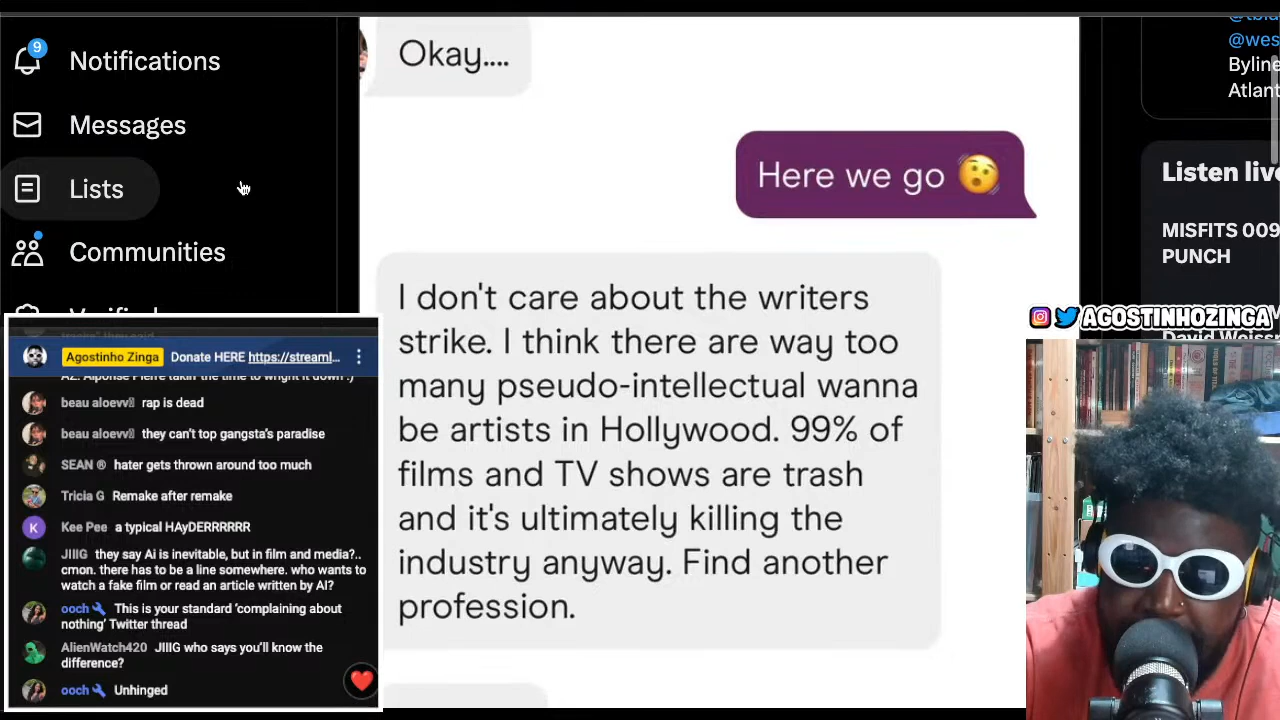 9
Notifications
Messages
Lists
Communities
Okay....
Here we go 😯
I don't care about the writers
strike. I think there are way too
many pseudo-intellectual wanna
be artists in Hollywood. 99% of
films and TV shows are trash
and it's ultimately killing the
industry anyway. Find another
profession.
@wes
Byline
Atlant
Listen live
MISFITS 009
PUNCH
AGOSTINHOZINGA
Agostinho Zinga Donate HERE https://streaml...
beau aloevv rap is dead
beau aloevv they can't top gangsta's paradise
SEAN ® hater gets thrown around too much
Tricia G Remake after remake
K Kee Pee a typical HAyDERRRRRR
JIIIG they say Ai is inevitable, but in film and media?..
cmon. there has to be a line somewhere. who wants to
watch a fake film or read an article written by AI?
ooch This is your standard 'complaining about
nothing' Twitter thread
AlienWatch420 JIIIG who says you'll know the
difference?
ooch Unhinged